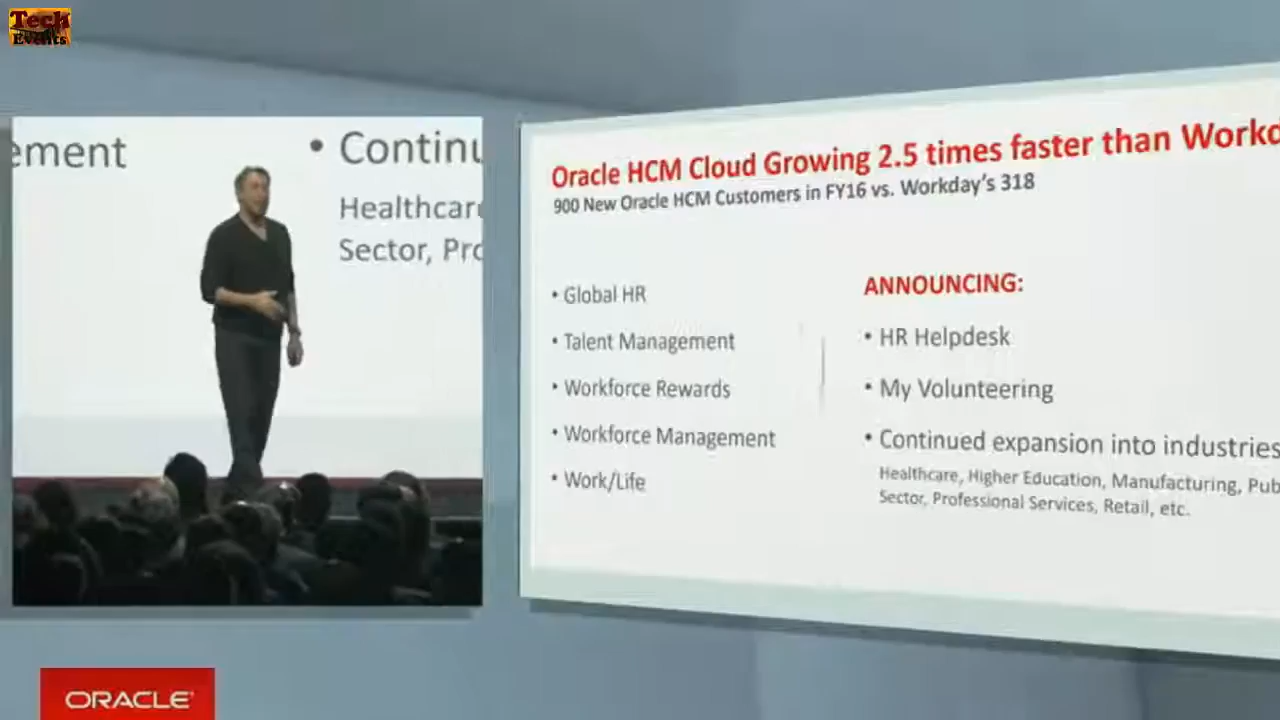 Tech
Events
ement
• Continu
Healthcar
Sector, Pro
Oracle HCM Cloud Growing 2.5 times faster than Workd
900 New Oracle HCM Customers in FY16 vs. Workday's 318
• Global HR
• Talent Management
• Workforce Rewards
• Workforce Management
• Work/Life
ANNOUNCING:
• HR Helpdesk
• My Volunteering
• Continued expansion into industries
Healthcare, Higher Education, Manufacturing, Pub
Sector, Professional Services, Retail, etc.
ORACLE